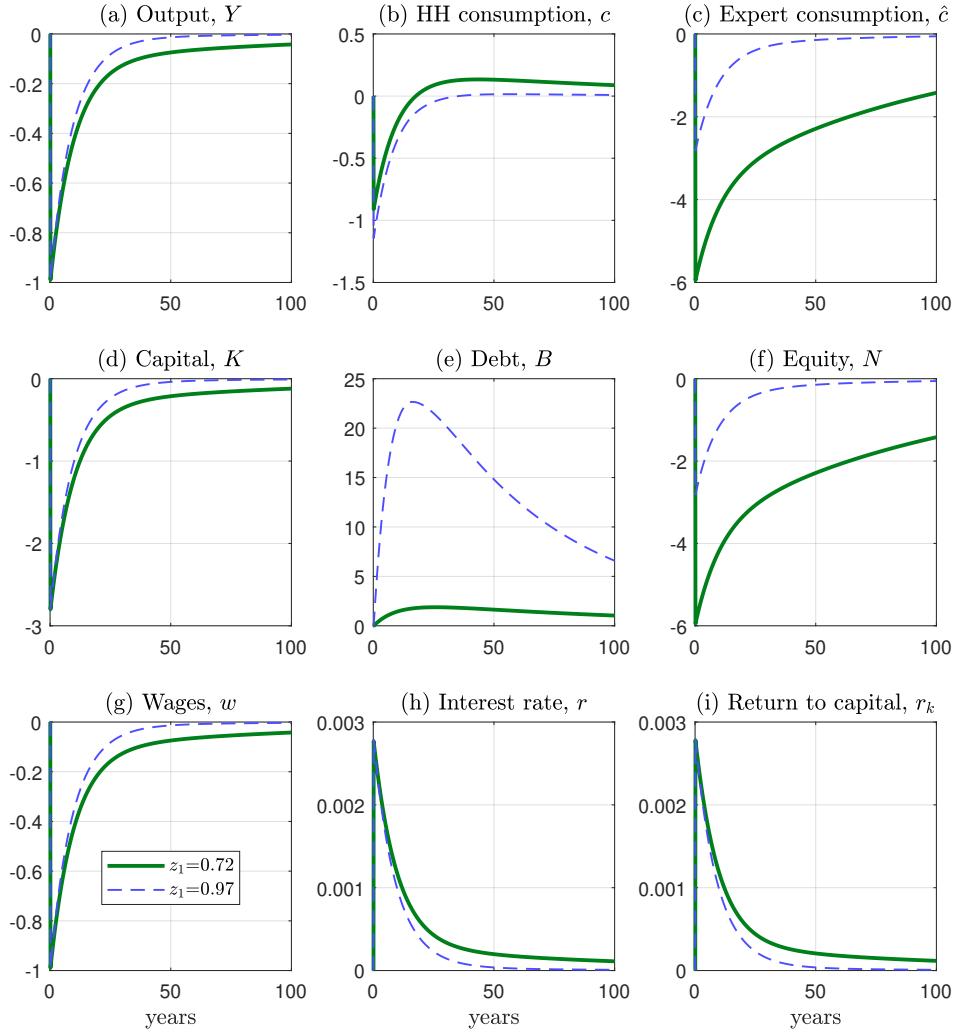 (a) Output, Y
(b) HH consumption, c
(c) Expert consumption, ĉ
0
-0.2
-0.4
-0.6
-0.8
-1
0 50 100
0.5
0
-0.5
-1
-1.5
0 50 100
0
-2
-4
-6
0 50 100
(d) Capital, K
(e) Debt, B
(f) Equity, N
0
-1
-2
-3
0 50 100
25
20
15
10
5
0
0 50 100
0
-2
-4
-6
0 50 100
(g) Wages, w
(h) Interest rate, r
(i) Return to capital, r_k
0
-0.2
-0.4
-0.6
-0.8
-1
z₁=0.72
z₁=0.97
0 50 100
years
0.003
0.002
0.001
0
0 50 100
years
0.003
0.002
0.001
0
0 50 100
years